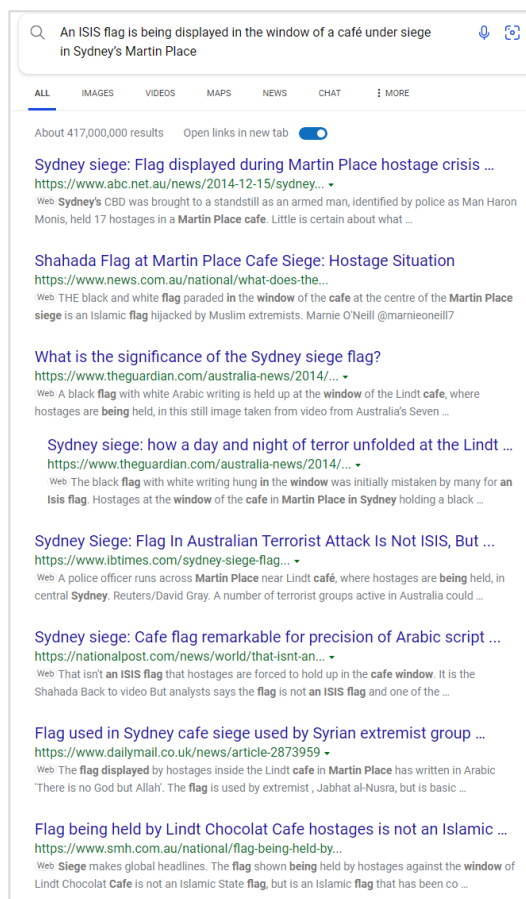 An ISIS flag is being displayed in the window of a café under siege
in Sydney's Martin Place
ALL IMAGES VIDEOS MAPS NEWS CHAT MORE
About 417,000,000 results Open links in new tab
Sydney siege: Flag displayed during Martin Place hostage crisis ...
https://www.abc.net.au/news/2014-12-15/sydney...
Web Sydney's CBD was brought to a standstill as an armed man, identified by police as Man Haron
Monis, held 17 hostages in a Martin Place cafe. Little is certain about what ...
Shahada Flag at Martin Place Cafe Siege: Hostage Situation
https://www.news.com.au/national/what-does-the...
Web THE black and white flag paraded in the window of the cafe at the centre of the Martin Place
siege is an Islamic flag hijacked by Muslim extremists. Marnie O'Neill @marnieoneill7
What is the significance of the Sydney siege flag?
https://www.theguardian.com/australia-news/2014/...
Web A black flag with white Arabic writing is held up at the window of the Lindt cafe, where
hostages are being held, in this still image taken from video from Australia's Seven ...
Sydney siege: how a day and night of terror unfolded at the Lindt ...
https://www.theguardian.com/australia-news/2014/...
Web The black flag with white writing hung in the window was initially mistaken by many for an
Isis flag. Hostages at the window of the cafe in Martin Place in Sydney holding a black ...
Sydney Siege: Flag In Australian Terrorist Attack Is Not ISIS, But ...
https://www.ibtimes.com/sydney-siege-flag...
Web A police officer runs across Martin Place near Lindt café, where hostages are being held, in
central Sydney. Reuters/David Gray. A number of terrorist groups active in Australia could ...
Sydney siege: Cafe flag remarkable for precision of Arabic script ...
https://nationalpost.com/news/world/that-isnt-an...
Web That isn't an ISIS flag that hostages are forced to hold up in the cafe window. It is the
Shahada Back to video But analysts says the flag is not an ISIS flag and one of the ...
Flag used in Sydney cafe siege used by Syrian extremist group ...
https://www.dailymail.co.uk/news/article-2873959
Web The flag displayed by hostages inside the Lindt cafe in Martin Place has written in Arabic
'There is no God but Allah'. The flag is used by extremist , Jabhat al-Nusra, but is basic ...
Flag being held by Lindt Chocolat Cafe hostages is not an Islamic ...
https://www.smh.com.au/national/flag-being-held-by...
Web Siege makes global headlines. The flag shown being held by hostages against the window of
Lindt Chocolat Cafe is not an Islamic State flag, but is an Islamic flag that has been co ...